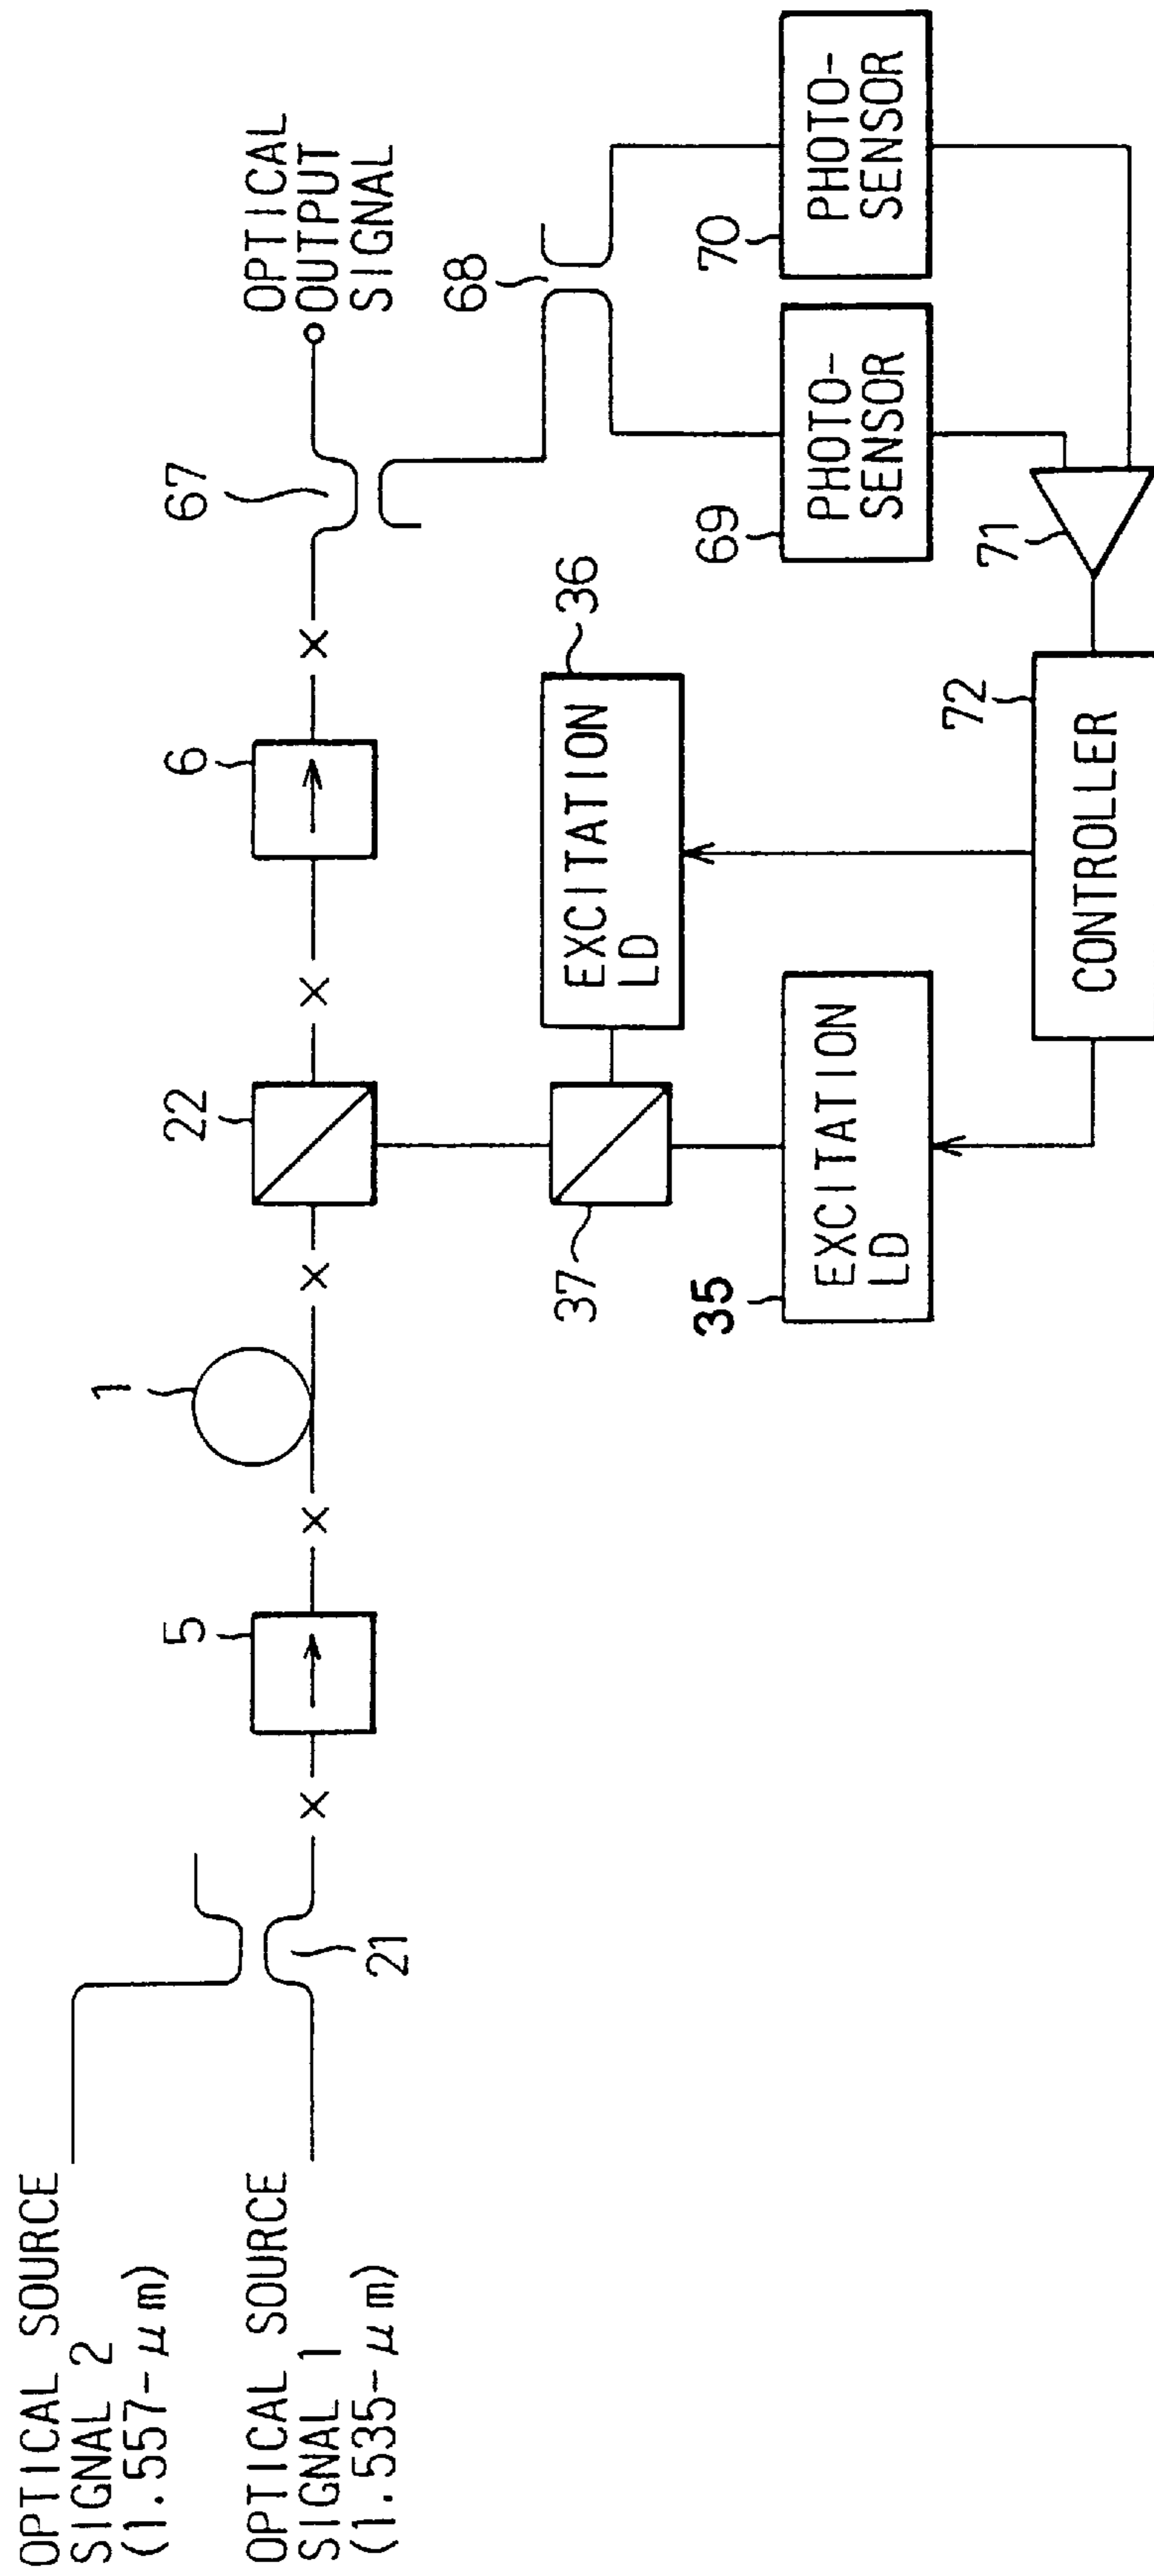 OPTICAL SOURCE
SIGNAL 2
(1.557-μm)
OPTICAL SOURCE
SIGNAL 1
(1.535-μm)
21
5
1
22
6
67
OPTICAL
OUTPUT
SIGNAL
37
36
EXCITATION
LD
68
35
EXCITATION
LD
69
PHOTO-
SENSOR
70
PHOTO-
SENSOR
72
CONTROLLER
71